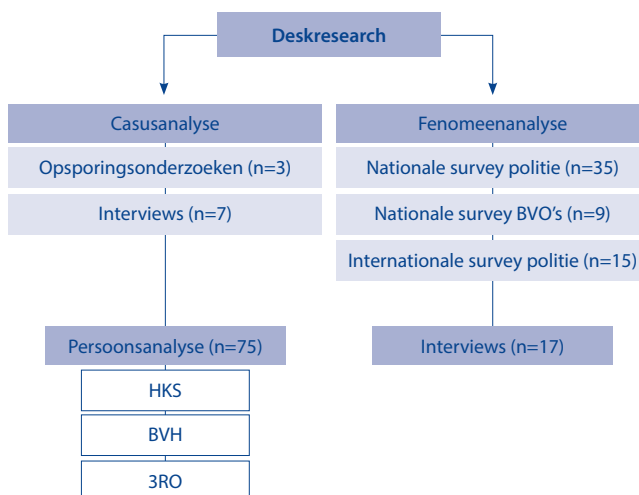 Deskresearch
Casusanalyse
Opsporingsonderzoeken (n=3)
Interviews (n=7)
Persoonsanalyse (n=75)
HKS
BVH
3RO
Fenomeenanalyse
Nationale survey politie (n=35)
Nationale survey BVO's (n=9)
Internationale survey politie (n=15)
Interviews (n=17)